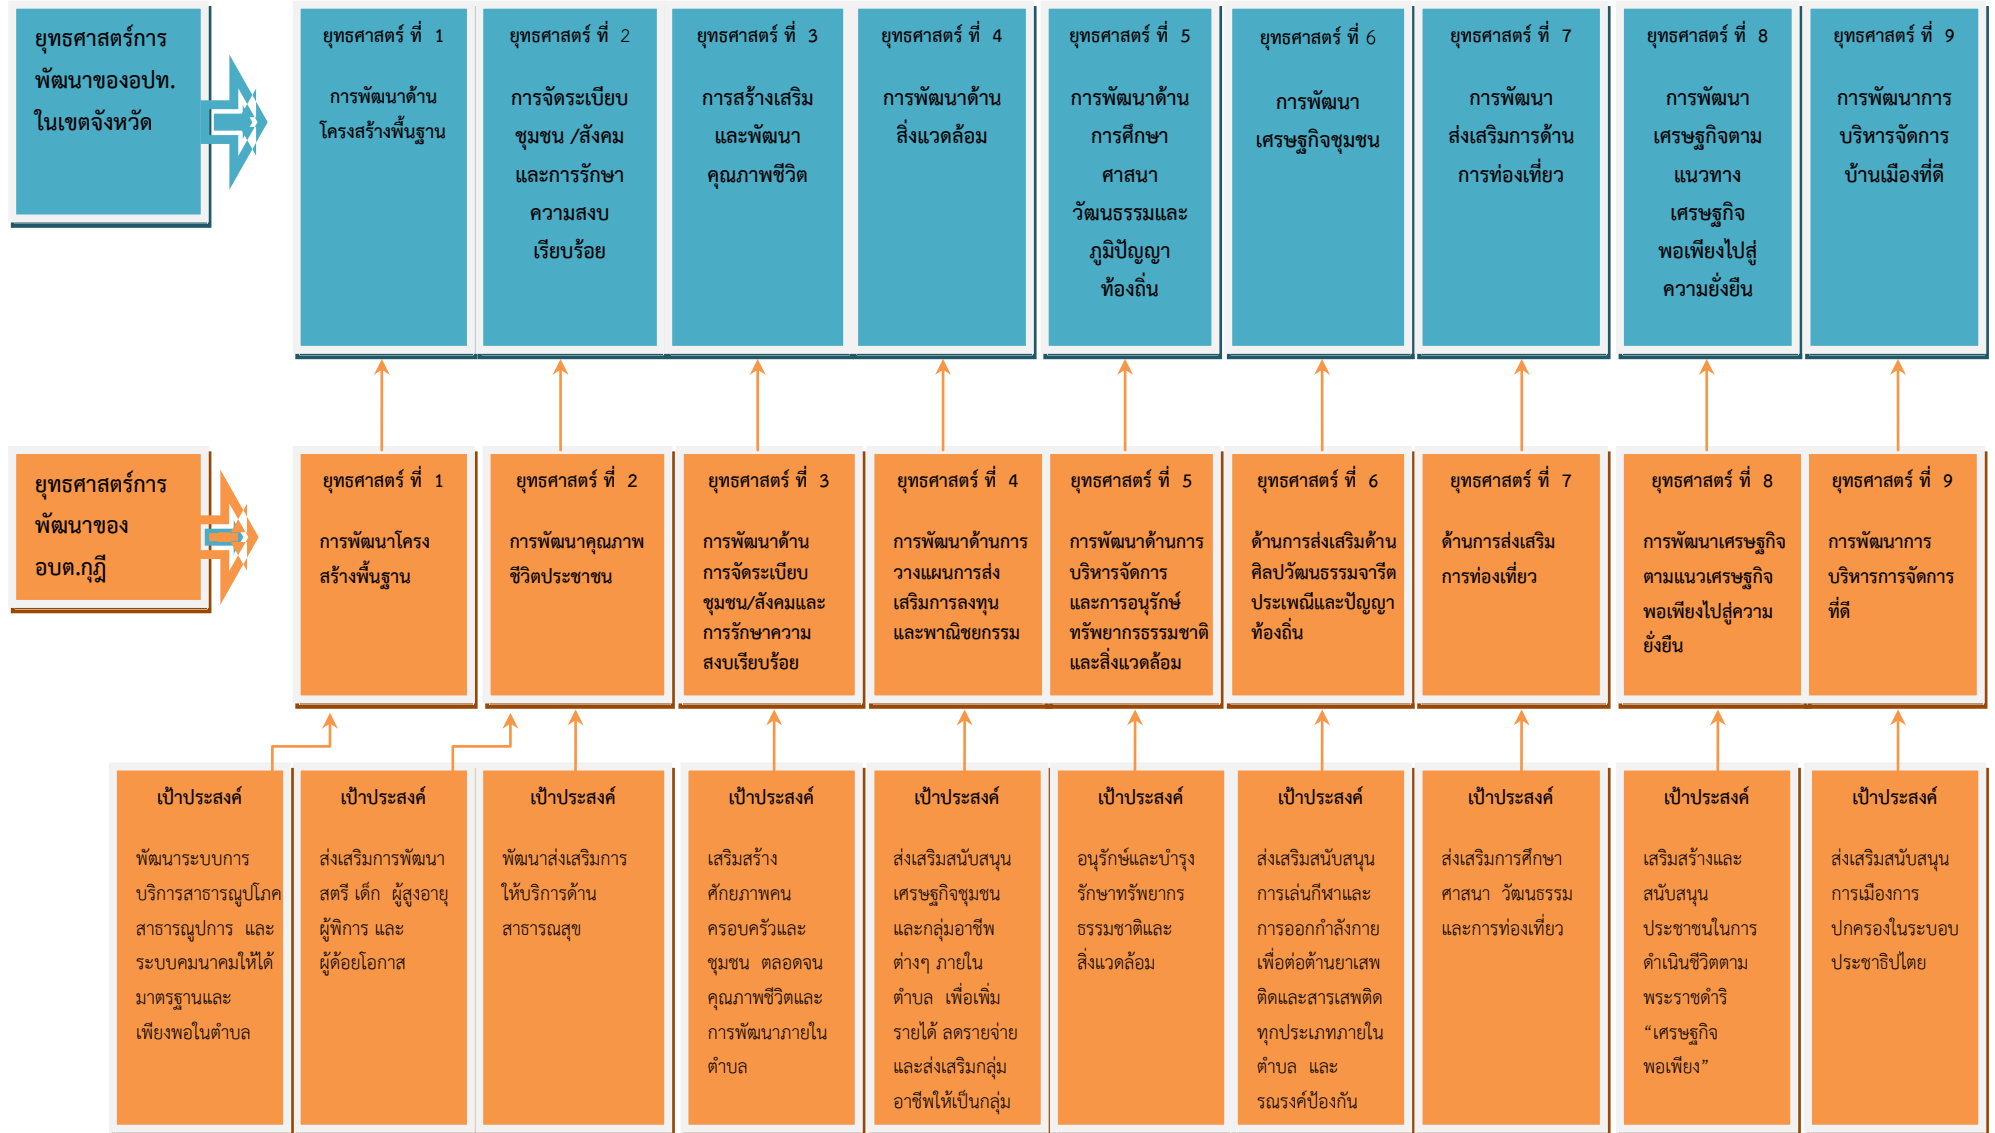 ยุทธศาสตร์การ
พัฒนาของอปท.
ในเขตจังหวัด
ยุทธศาสตร์ ที่ 1
การพัฒนาด้าน
โครงสร้างพื้นฐาน
ยุทธศาสตร์ ที่ 2
การจัดระเบียบ
ชุมชน /สังคม
และการรักษา
ความสงบ
เรียบร้อย
ยุทธศาสตร์ ที่ 3
การสร้างเสริม
และพัฒนา
คุณภาพชีวิต
ยุทธศาสตร์ ที่ 4
การพัฒนาด้าน
สิ่งแวดล้อม
ยุทธศาสตร์ ที่ 5
การพัฒนาด้าน
การศึกษา
ศาสนา
วัฒนธรรมและ
ภูมิปัญญา
ท้องถิ่น
ยุทธศาสตร์ ที่ 6
การพัฒนา
เศรษฐกิจชุมชน
ยุทธศาสตร์ ที่ 7
การพัฒนา
ส่งเสริมการด้าน
การท่องเที่ยว
ยุทธศาสตร์ ที่ 8
การพัฒนา
เศรษฐกิจตาม
แนวทาง
เศรษฐกิจ
พอเพียงไปสู่
ความยั่งยืน
ยุทธศาสตร์ ที่ 9
การพัฒนาการ
บริหารจัดการ
บ้านเมืองที่ดี
ยุทธศาสตร์การ
พัฒนาของ
อบต.กุฎี
ยุทธศาสตร์ ที่ 1
การพัฒนาโครง
สร้างพื้นฐาน
ยุทธศาสตร์ ที่ 2
การพัฒนาคุณภาพ
ชีวิตประชาชน
ยุทธศาสตร์ ที่ 3
การพัฒนาด้าน
การจัดระเบียบ
ชุมชน/สังคมและ
การรักษาความ
สงบเรียบร้อย
ยุทธศาสตร์ ที่ 4
การพัฒนาด้านการ
วางแผนการส่ง
เสริมการลงทุน
และพาณิชยกรรม
ยุทธศาสตร์ ที่ 5
การพัฒนาด้านการ
บริหารจัดการ
และการอนุรักษ์
ทรัพยากรธรรมชาติ
และสิ่งแวดล้อม
ยุทธศาสตร์ ที่ 6
ด้านการส่งเสริมด้าน
ศิลปวัฒนธรรมจารีต
ประเพณีและปัญญา
ท้องถิ่น
ยุทธศาสตร์ ที่ 7
ด้านการส่งเสริม
การท่องเที่ยว
ยุทธศาสตร์ ที่ 8
การพัฒนาเศรษฐกิจ
ตามแนวเศรษฐกิจ
พอเพียงไปสู่ความ
ยั่งยืน
ยุทธศาสตร์ ที่ 9
การพัฒนาการ
บริหารการจัดการ
ที่ดี
เป้าประสงค์
พัฒนาระบบการ
บริการสาธารณูปโภค
สาธารณูปการ และ
ระบบคมนาคมให้ได้
มาตรฐานและ
เพียงพอในตำบล
เป้าประสงค์
ส่งเสริมการพัฒนา
สตรี เด็ก ผู้สูงอายุ
ผู้พิการ และ
ผู้ด้อยโอกาส
เป้าประสงค์
พัฒนาส่งเสริมการ
ให้บริการด้าน
สาธารณสุข
เป้าประสงค์
เสริมสร้าง
ศักยภาพคน
ครอบครัวและ
ชุมชน ตลอดจน
คุณภาพชีวิตและ
การพัฒนาภายใน
ตำบล
เป้าประสงค์
ส่งเสริมสนับสนุน
เศรษฐกิจชุมชน
และกลุ่มอาชีพ
ต่างๆ ภายใน
ตำบล เพื่อเพิ่ม
รายได้ ลดรายจ่าย
และส่งเสริมกลุ่ม
อาชีพให้เป็นกลุ่ม
เป้าประสงค์
อนุรักษ์และบำรุง
รักษาทรัพยากร
ธรรมชาติและ
สิ่งแวดล้อม
เป้าประสงค์
ส่งเสริมสนับสนุน
การเล่นกีฬาและ
การออกกำลังกาย
เพื่อต่อต้านยาเสพ
ติดและสารเสพติด
ทุกประเภทภายใน
ตำบล และ
รณรงค์ป้องกัน
เป้าประสงค์
ส่งเสริมการศึกษา
ศาสนา วัฒนธรรม
และการท่องเที่ยว
เป้าประสงค์
เสริมสร้างและ
สนับสนุน
ประชาชนในการ
ดำเนินชีวิตตาม
พระราชดำริ
“เศรษฐกิจ
พอเพียง”
เป้าประสงค์
ส่งเสริมสนับสนุน
การเมืองการ
ปกครองในระบอบ
ประชาธิปไตย